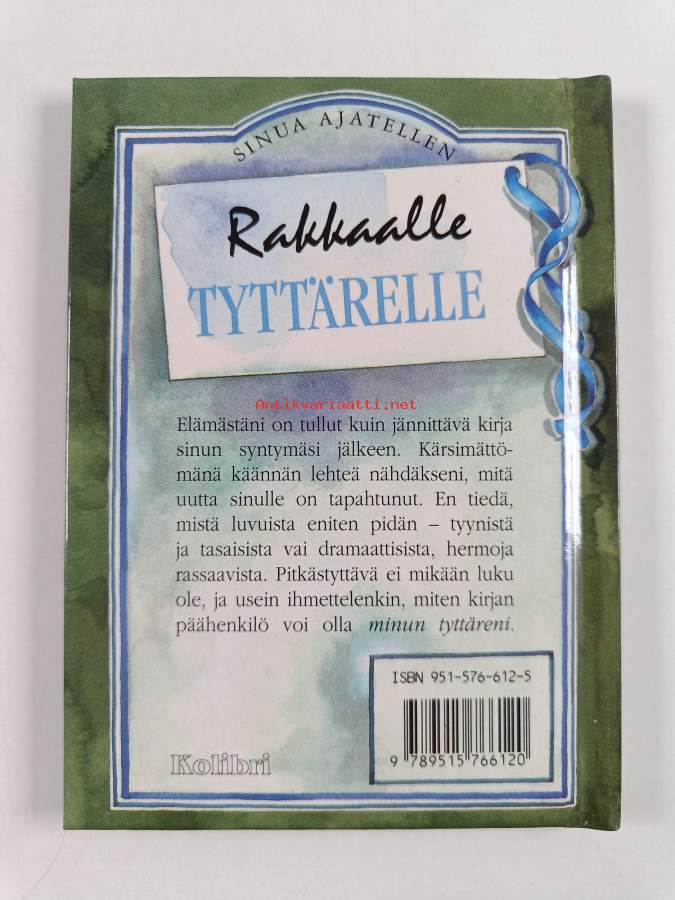 SINUA AJATELLEN
Rakkaalle
TYTTÄRELLE
Antikvariaatti.net
Elämästäni on tullut kuin jännittävä kirja
sinun syntymäsi jälkeen. Kärsimättö-
mänä käännän lehteä nähdäkseni, mitä
uutta sinulle on tapahtunut. En tiedä,
mistä luvuista eniten pidän – tyynistä
ja tasaisista vai dramaattisista, hermoja
rassaavista. Pitkästyttävä ei mikään luku
ole, ja usein ihmettelenkin, miten kirjan
päähenkilö voi olla minun tyttäreni.
ISBN 951-576-612-5
9 789515 766120
Kolibri